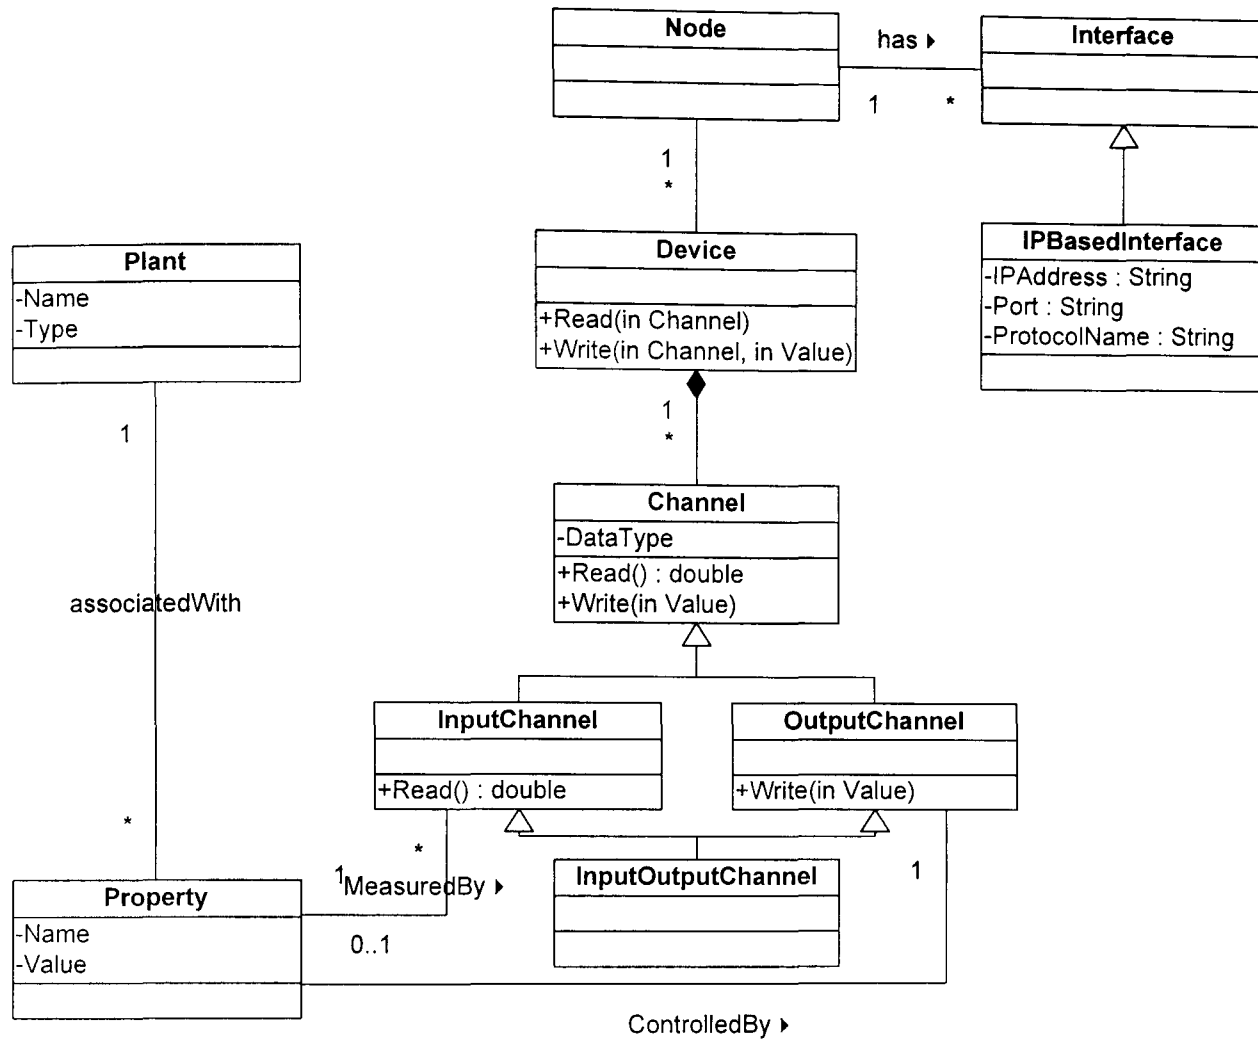 Node
has
Interface
1
*
1
*
Plant
-Name
-Type
Device
+Read(in Channel)
+Write(in Channel, in Value)
IPBasedInterface
-IPAddress : String
-Port : String
-ProtocolName : String
1
1
*
Channel
-DataType
+Read() : double
+Write(in Value)
associatedWith
InputChannel
+Read() : double
OutputChannel
+Write(in Value)
*
*
1
MeasuredBy
1
InputOutputChannel
Property
-Name
-Value
0..1
ControlledBy